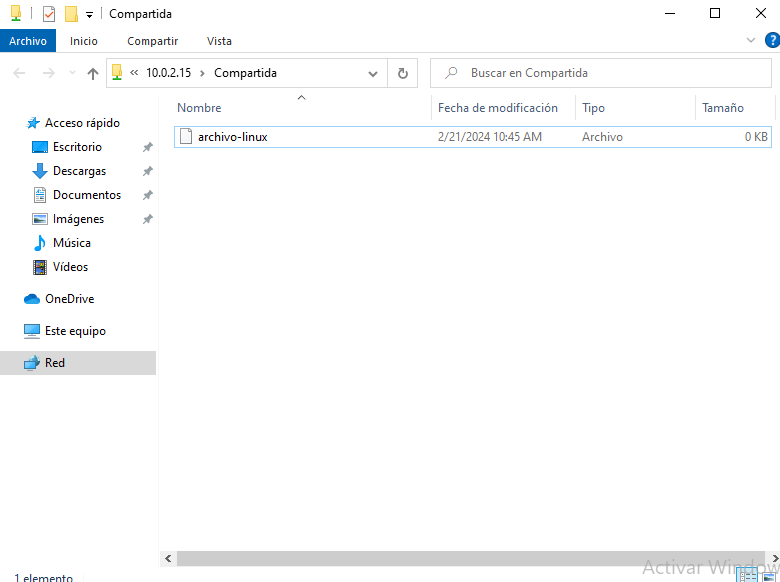 Compartida
Archivo Inicio Compartir Vista
« 10.0.2.15 › Compartida
Buscar en Compartida
Nombre Fecha de modificación Tipo Tamaño
archivo-linux 2/21/2024 10:45 AM Archivo 0 KB
Acceso rápido
Escritorio
Descargas
Documentos
Imágenes
Música
Vídeos
OneDrive
Este equipo
Red
Activar Window
1 elemento